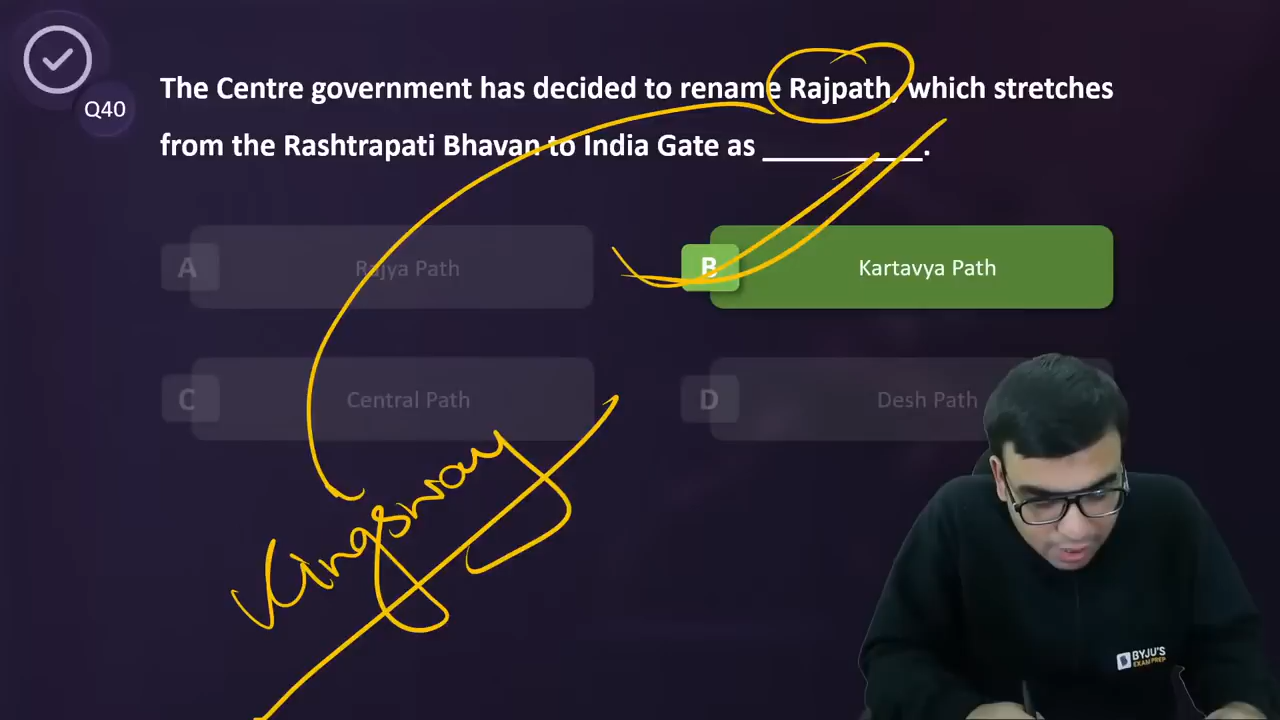 Q40
The Centre government has decided to rename Rajpath, which stretches
from the Rashtrapati Bhavan to India Gate as __________.
A Rajya Path
B Kartavya Path
C Central Path
D Desh Path
Kingsway
BYJU'S
EXAM PREP